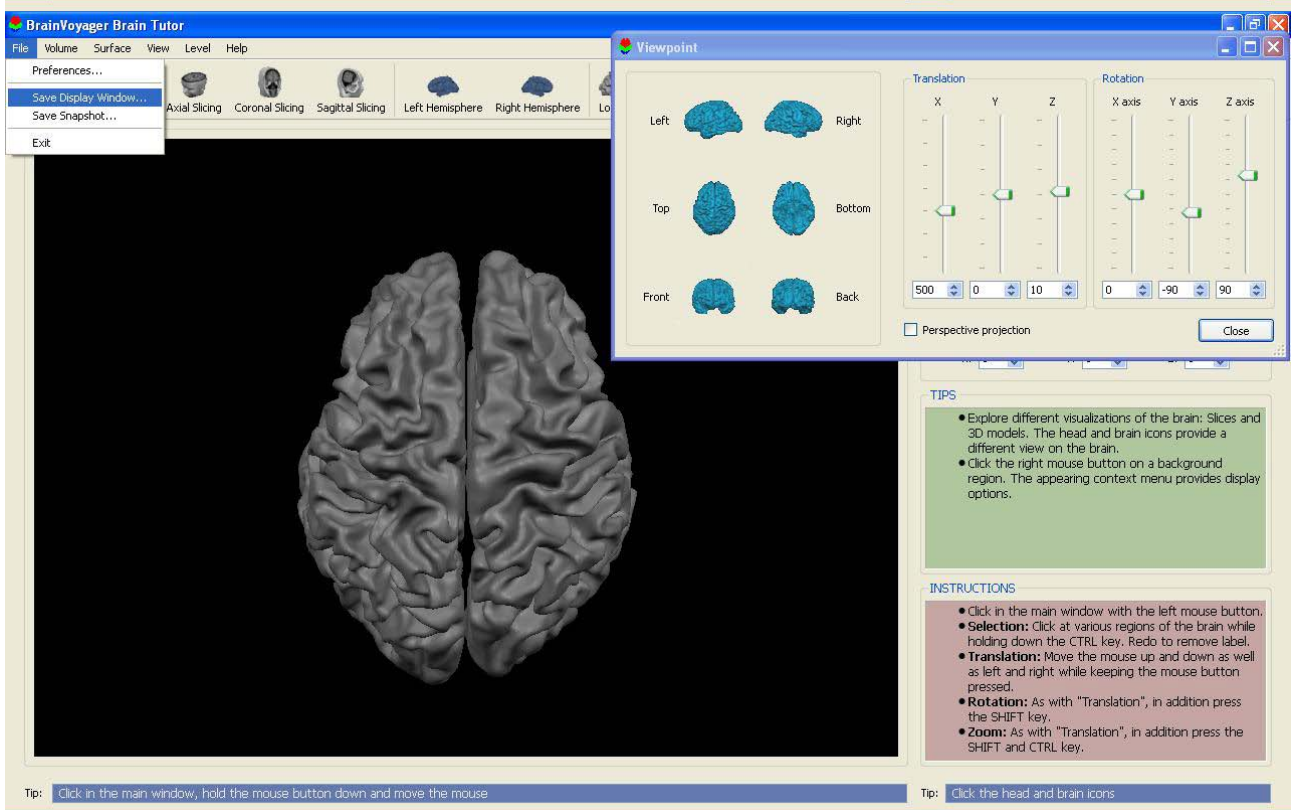 BrainVoyager Brain Tutor
File Volume Surface View Level Help
Preferences...
Save Display Window...
Save Snapshot...
Exit
Axial Slicing Coronal Slicing Sagittal Slicing Left Hemisphere Right Hemisphere
Viewpoint
Left Right
Top Bottom
Front Back
Translation
X Y Z
500 0 10
Rotation
X axis Y axis Z axis
0 -90 90
Perspective projection
Close
TIPS
Explore different visualizations of the brain: Slices and
3D models. The head and brain icons provide a
different view on the brain.
Click the right mouse button on a background
region. The appearing context menu provides display
options.
INSTRUCTIONS
Click in the main window with the left mouse button.
Selection: Click at various regions of the brain while
holding down the CTRL key. Redo to remove label.
Translation: Move the mouse up and down as well
as left and right while keeping the mouse button
pressed.
Rotation: As with "Translation", in addition press
the SHIFT key.
Zoom: As with "Translation", in addition press the
SHIFT and CTRL key.
Tip: Click in the main window, hold the mouse button down and move the mouse
Tip: Click the head and brain icons